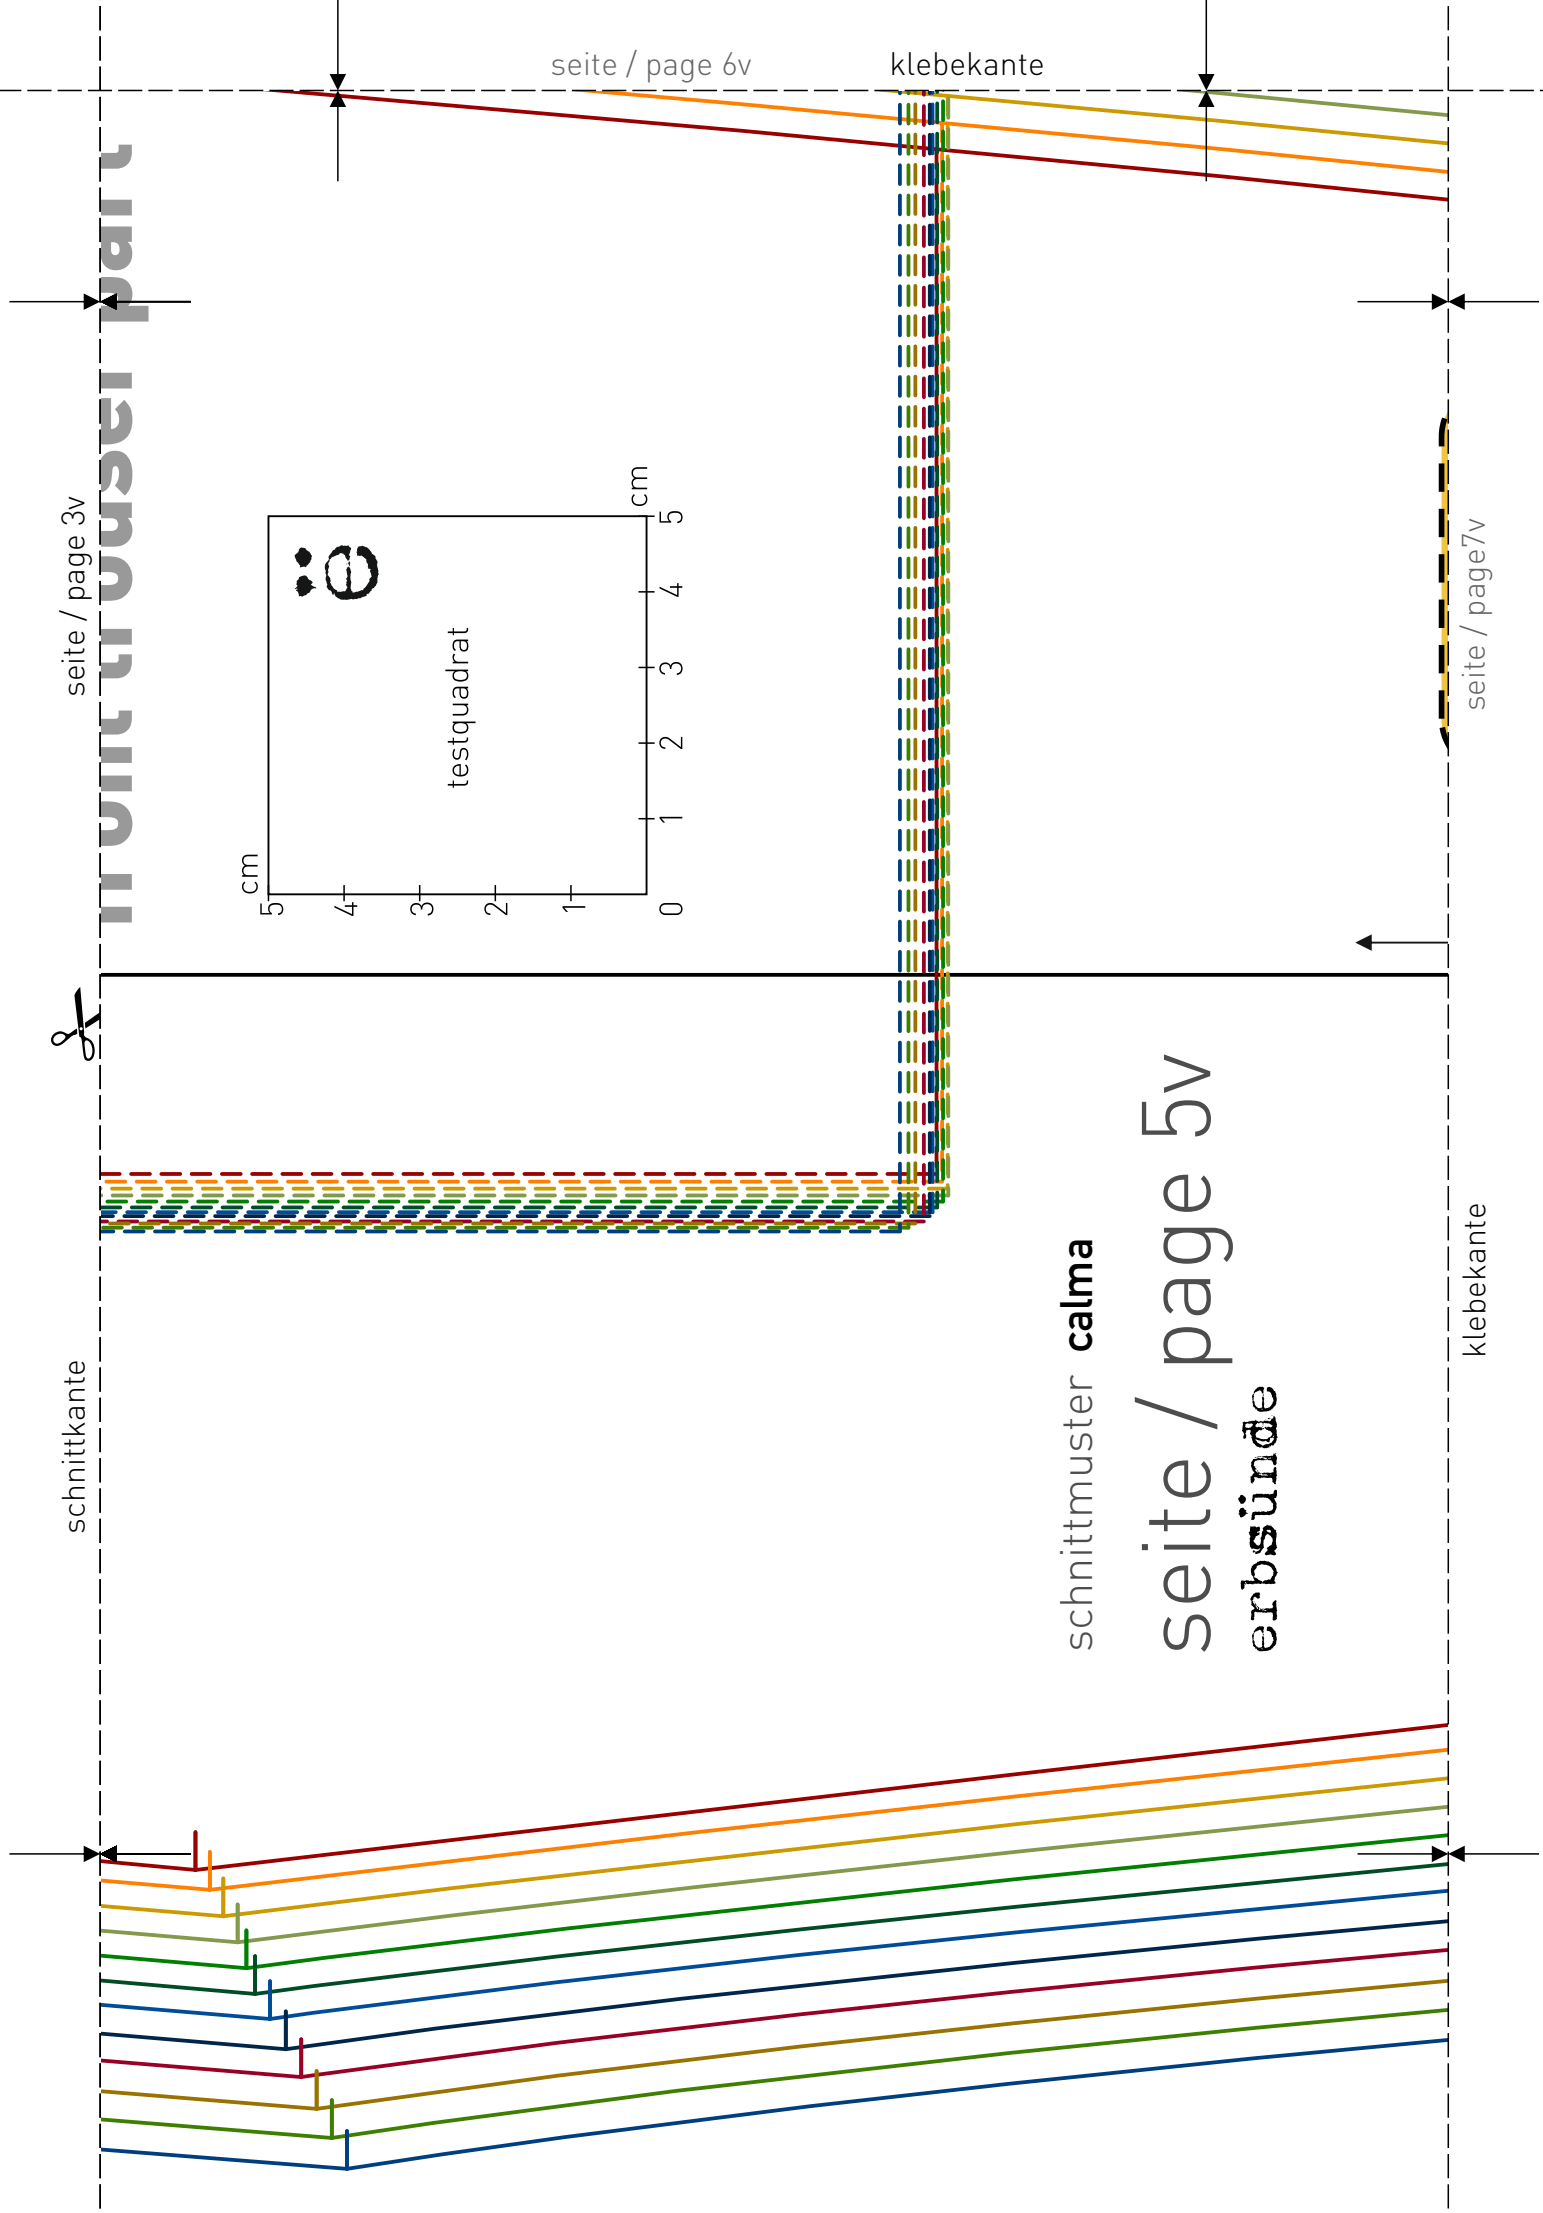 seite / page 6v
klebekante
seite / page 3v
cm
5
4
3
2
1
0
testquadrat
cm
5
4
3
2
1
seite / page7v
schnittkante
schnittmuster calma
seite / page 5v
erbsünde
klebekante